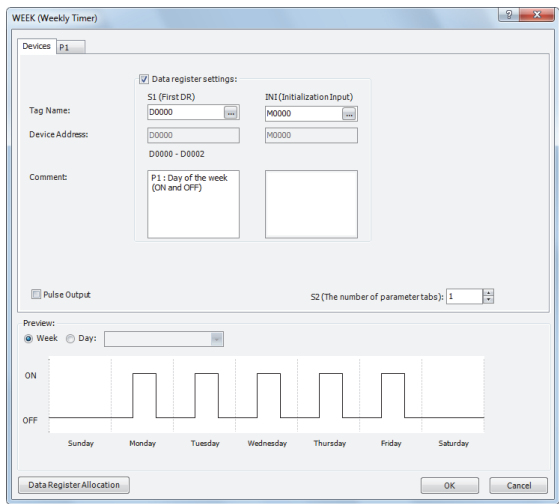 WEEK (Weekly Timer)
Devices P1
Data register settings:
S1 (First DR) INI (Initialization Input)
Tag Name: D0000 ... M0000 ...
Device Address: D0000 M0000
D0000 - D0002
Comment: P1 : Day of the week
(ON and OFF)
Pulse Output S2 (The number of parameter tabs): 1
Preview:
Week Day:
ON
OFF
Sunday Monday Tuesday Wednesday Thursday Friday Saturday
Data Register Allocation OK Cancel